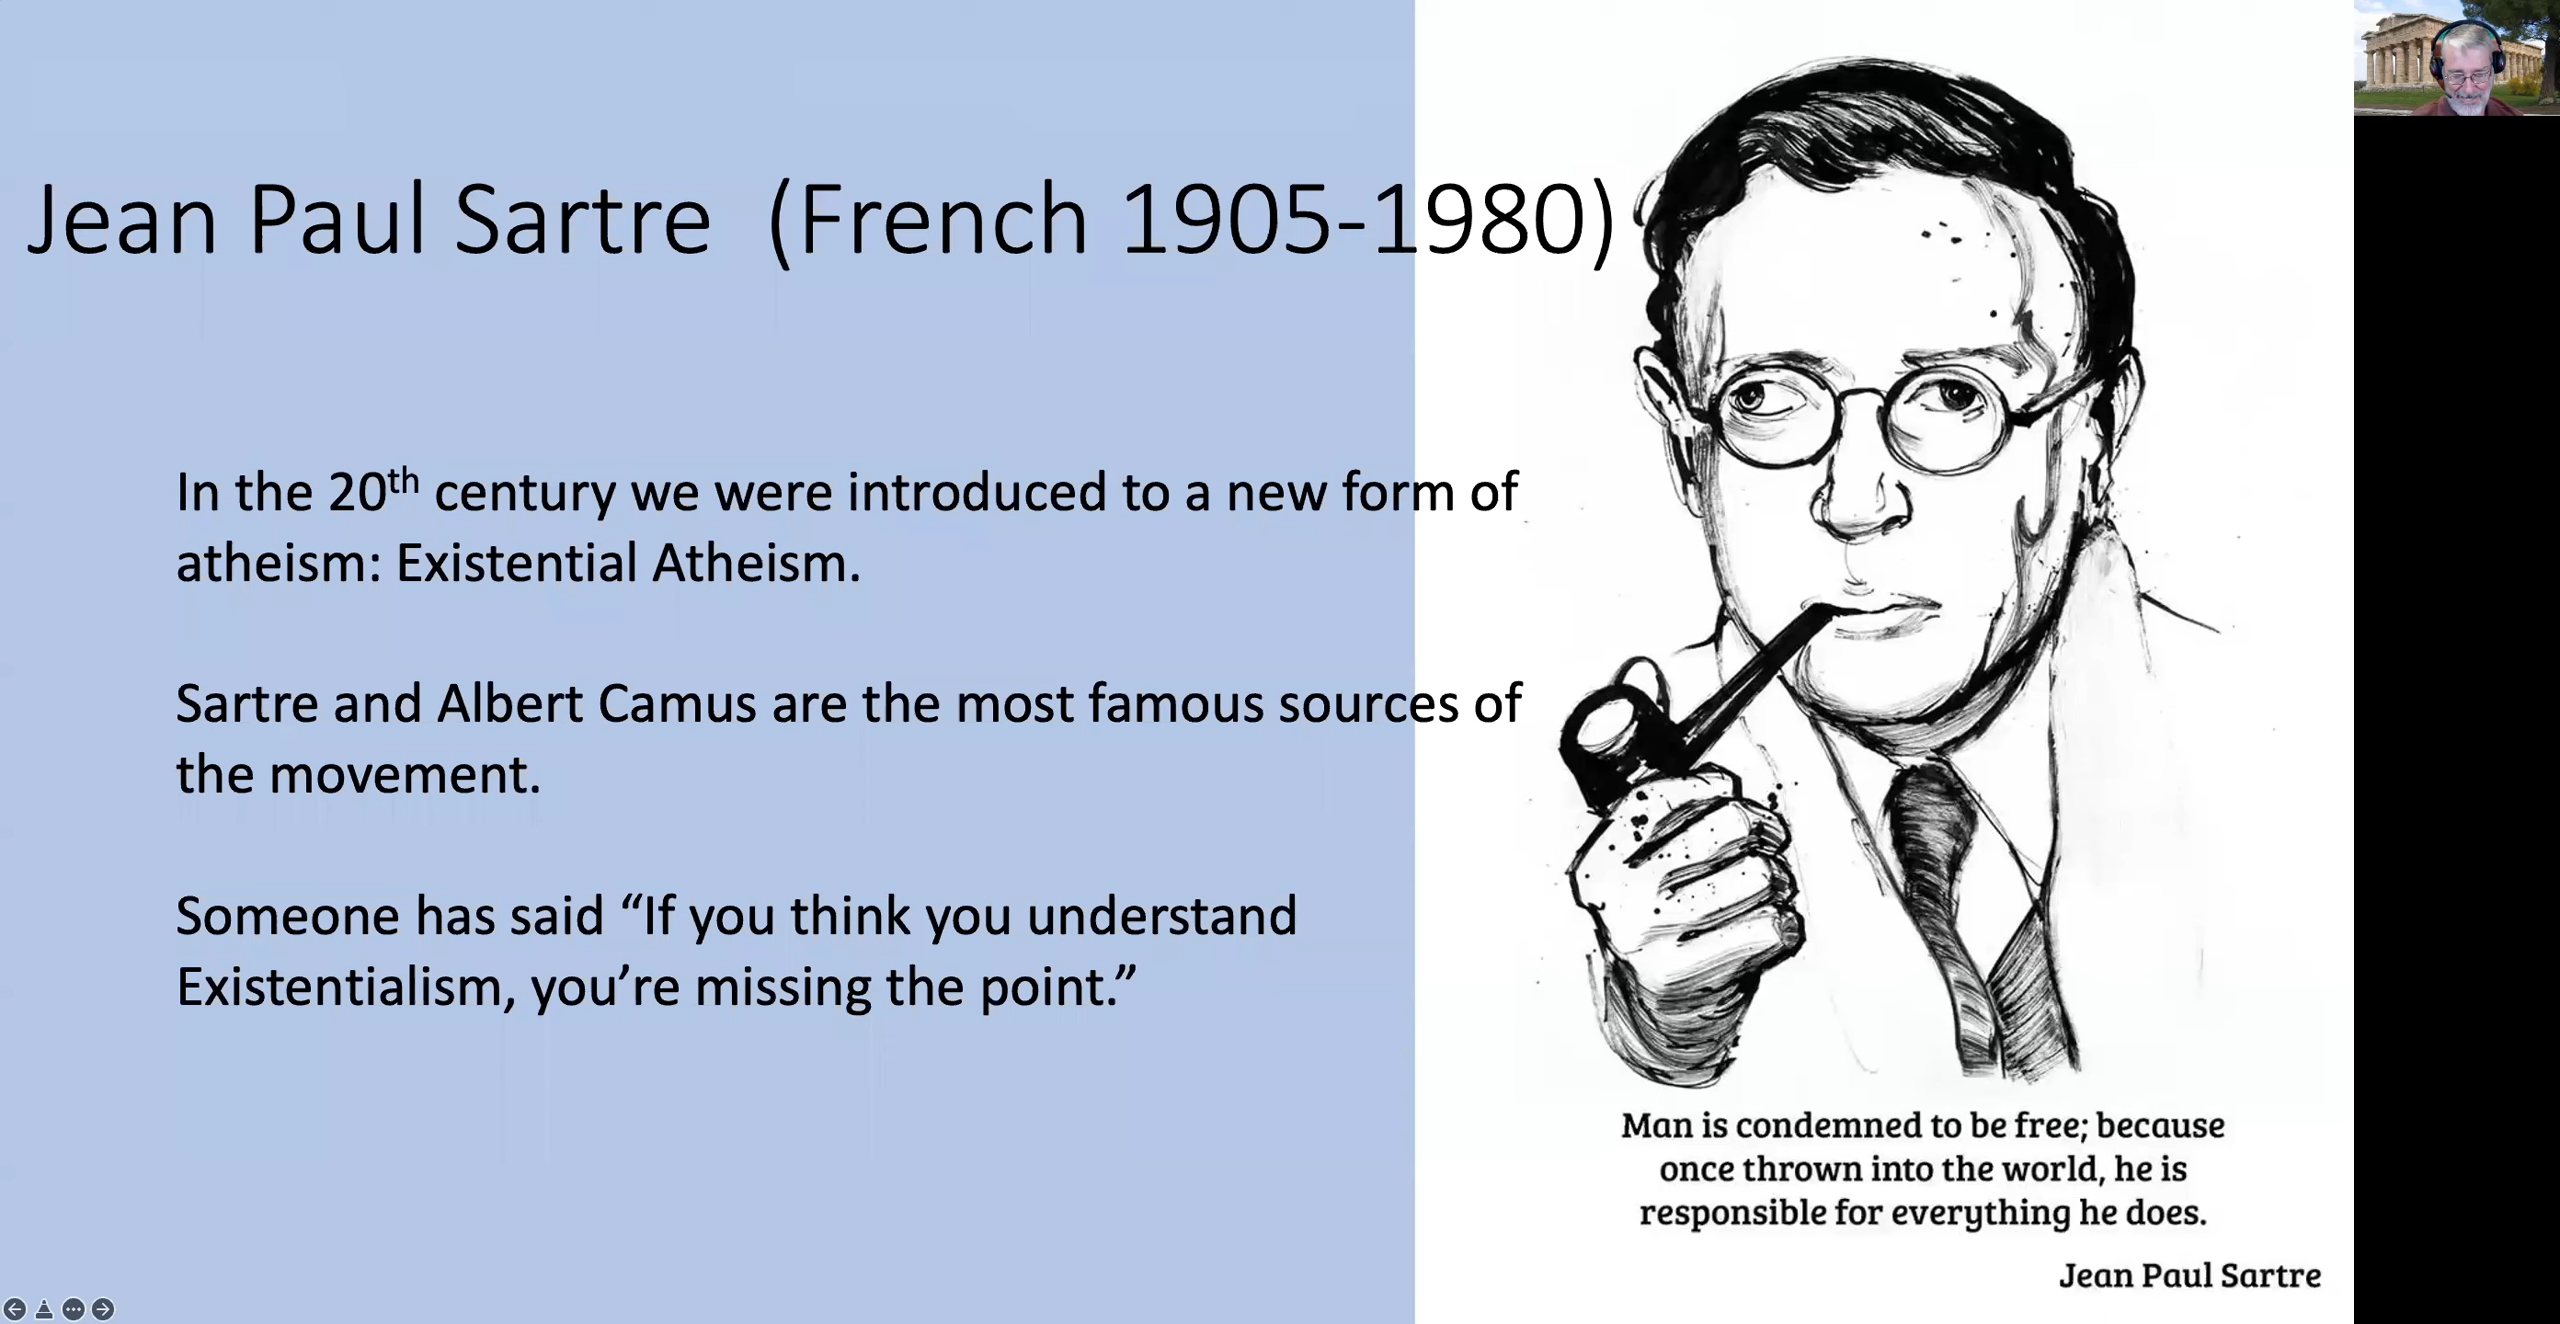 Jean Paul Sartre (French 1905-1980)
In the 20th century we were introduced to a new form of
atheism: Existential Atheism.
Sartre and Albert Camus are the most famous sources of
the movement.
Someone has said “If you think you understand
Existentialism, you’re missing the point.”
Man is condemned to be free; because
once thrown into the world, he is
responsible for everything he does.
Jean Paul Sartre